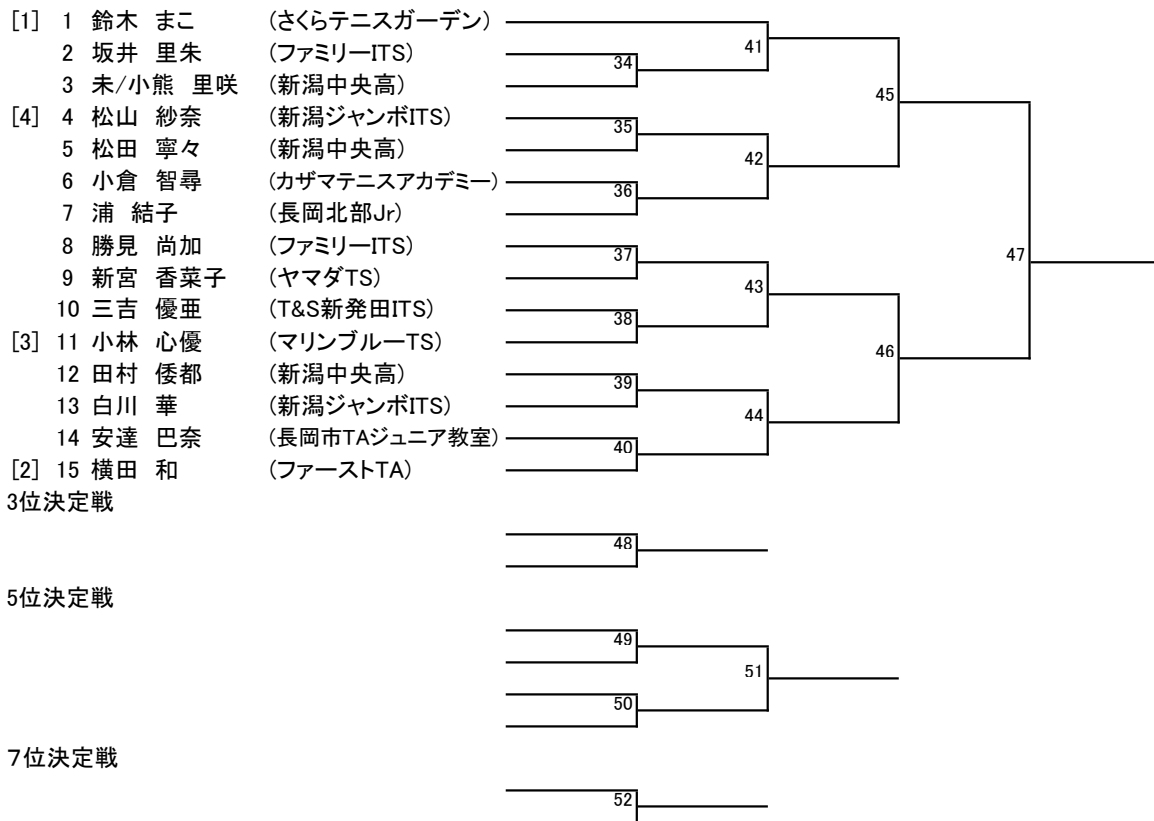 [1] 1 鈴木 まこ (さくらテニスガーデン)
2 坂井 里朱 (ファミリーITS) 34 41
3 未/小熊 里咲 (新潟中央高)
[4] 4 松山 紗奈 (新潟ジャンボITS) 35 45
5 松田 寧々 (新潟中央高) 42
6 小倉 智尋 (カザマテニスアカデミー) 36
7 浦 結子 (長岡北部Jr)
8 勝見 尚加 (ファミリーITS) 37 47
9 新宮 香菜子 (ヤマダTS) 43
10 三吉 優亜 (T&S新発田ITS) 38
[3] 11 小林 心優 (マリンブルーTS) 46
12 田村 倭都 (新潟中央高) 39
13 白川 華 (新潟ジャンボITS) 44
14 安達 巴奈 (長岡市TAジュニア教室) 40
[2] 15 横田 和 (ファーストTA)
3位決定戦
48
5位決定戦
49
51
50
7位決定戦
52